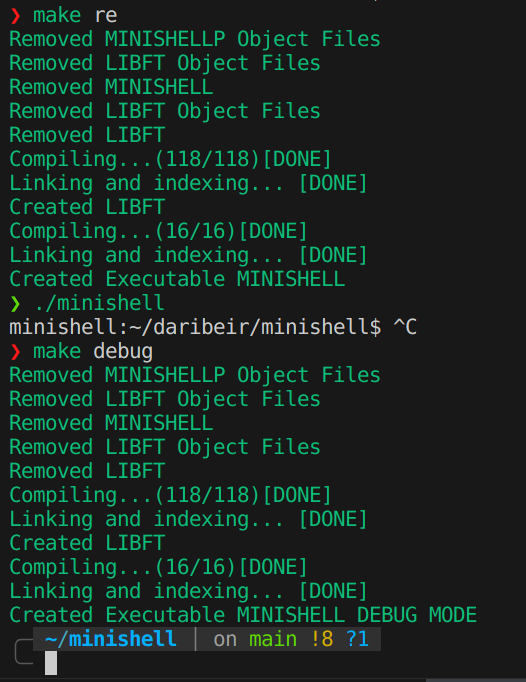 ❯ make re
Removed MINISHELLP Object Files
Removed LIBFT Object Files
Removed MINISHELL
Removed LIBFT Object Files
Removed LIBFT
Compiling...(118/118)[DONE]
Linking and indexing... [DONE]
Created LIBFT
Compiling...(16/16)[DONE]
Linking and indexing... [DONE]
Created Executable MINISHELL
❯ ./minishell
minishell:~/daribeir/minishell$ ^C
❯ make debug
Removed MINISHELLP Object Files
Removed LIBFT Object Files
Removed MINISHELL
Removed LIBFT Object Files
Removed LIBFT
Compiling...(118/118)[DONE]
Linking and indexing... [DONE]
Created LIBFT
Compiling...(16/16)[DONE]
Linking and indexing... [DONE]
Created Executable MINISHELL DEBUG MODE
~/minishell | on main !8 ?1